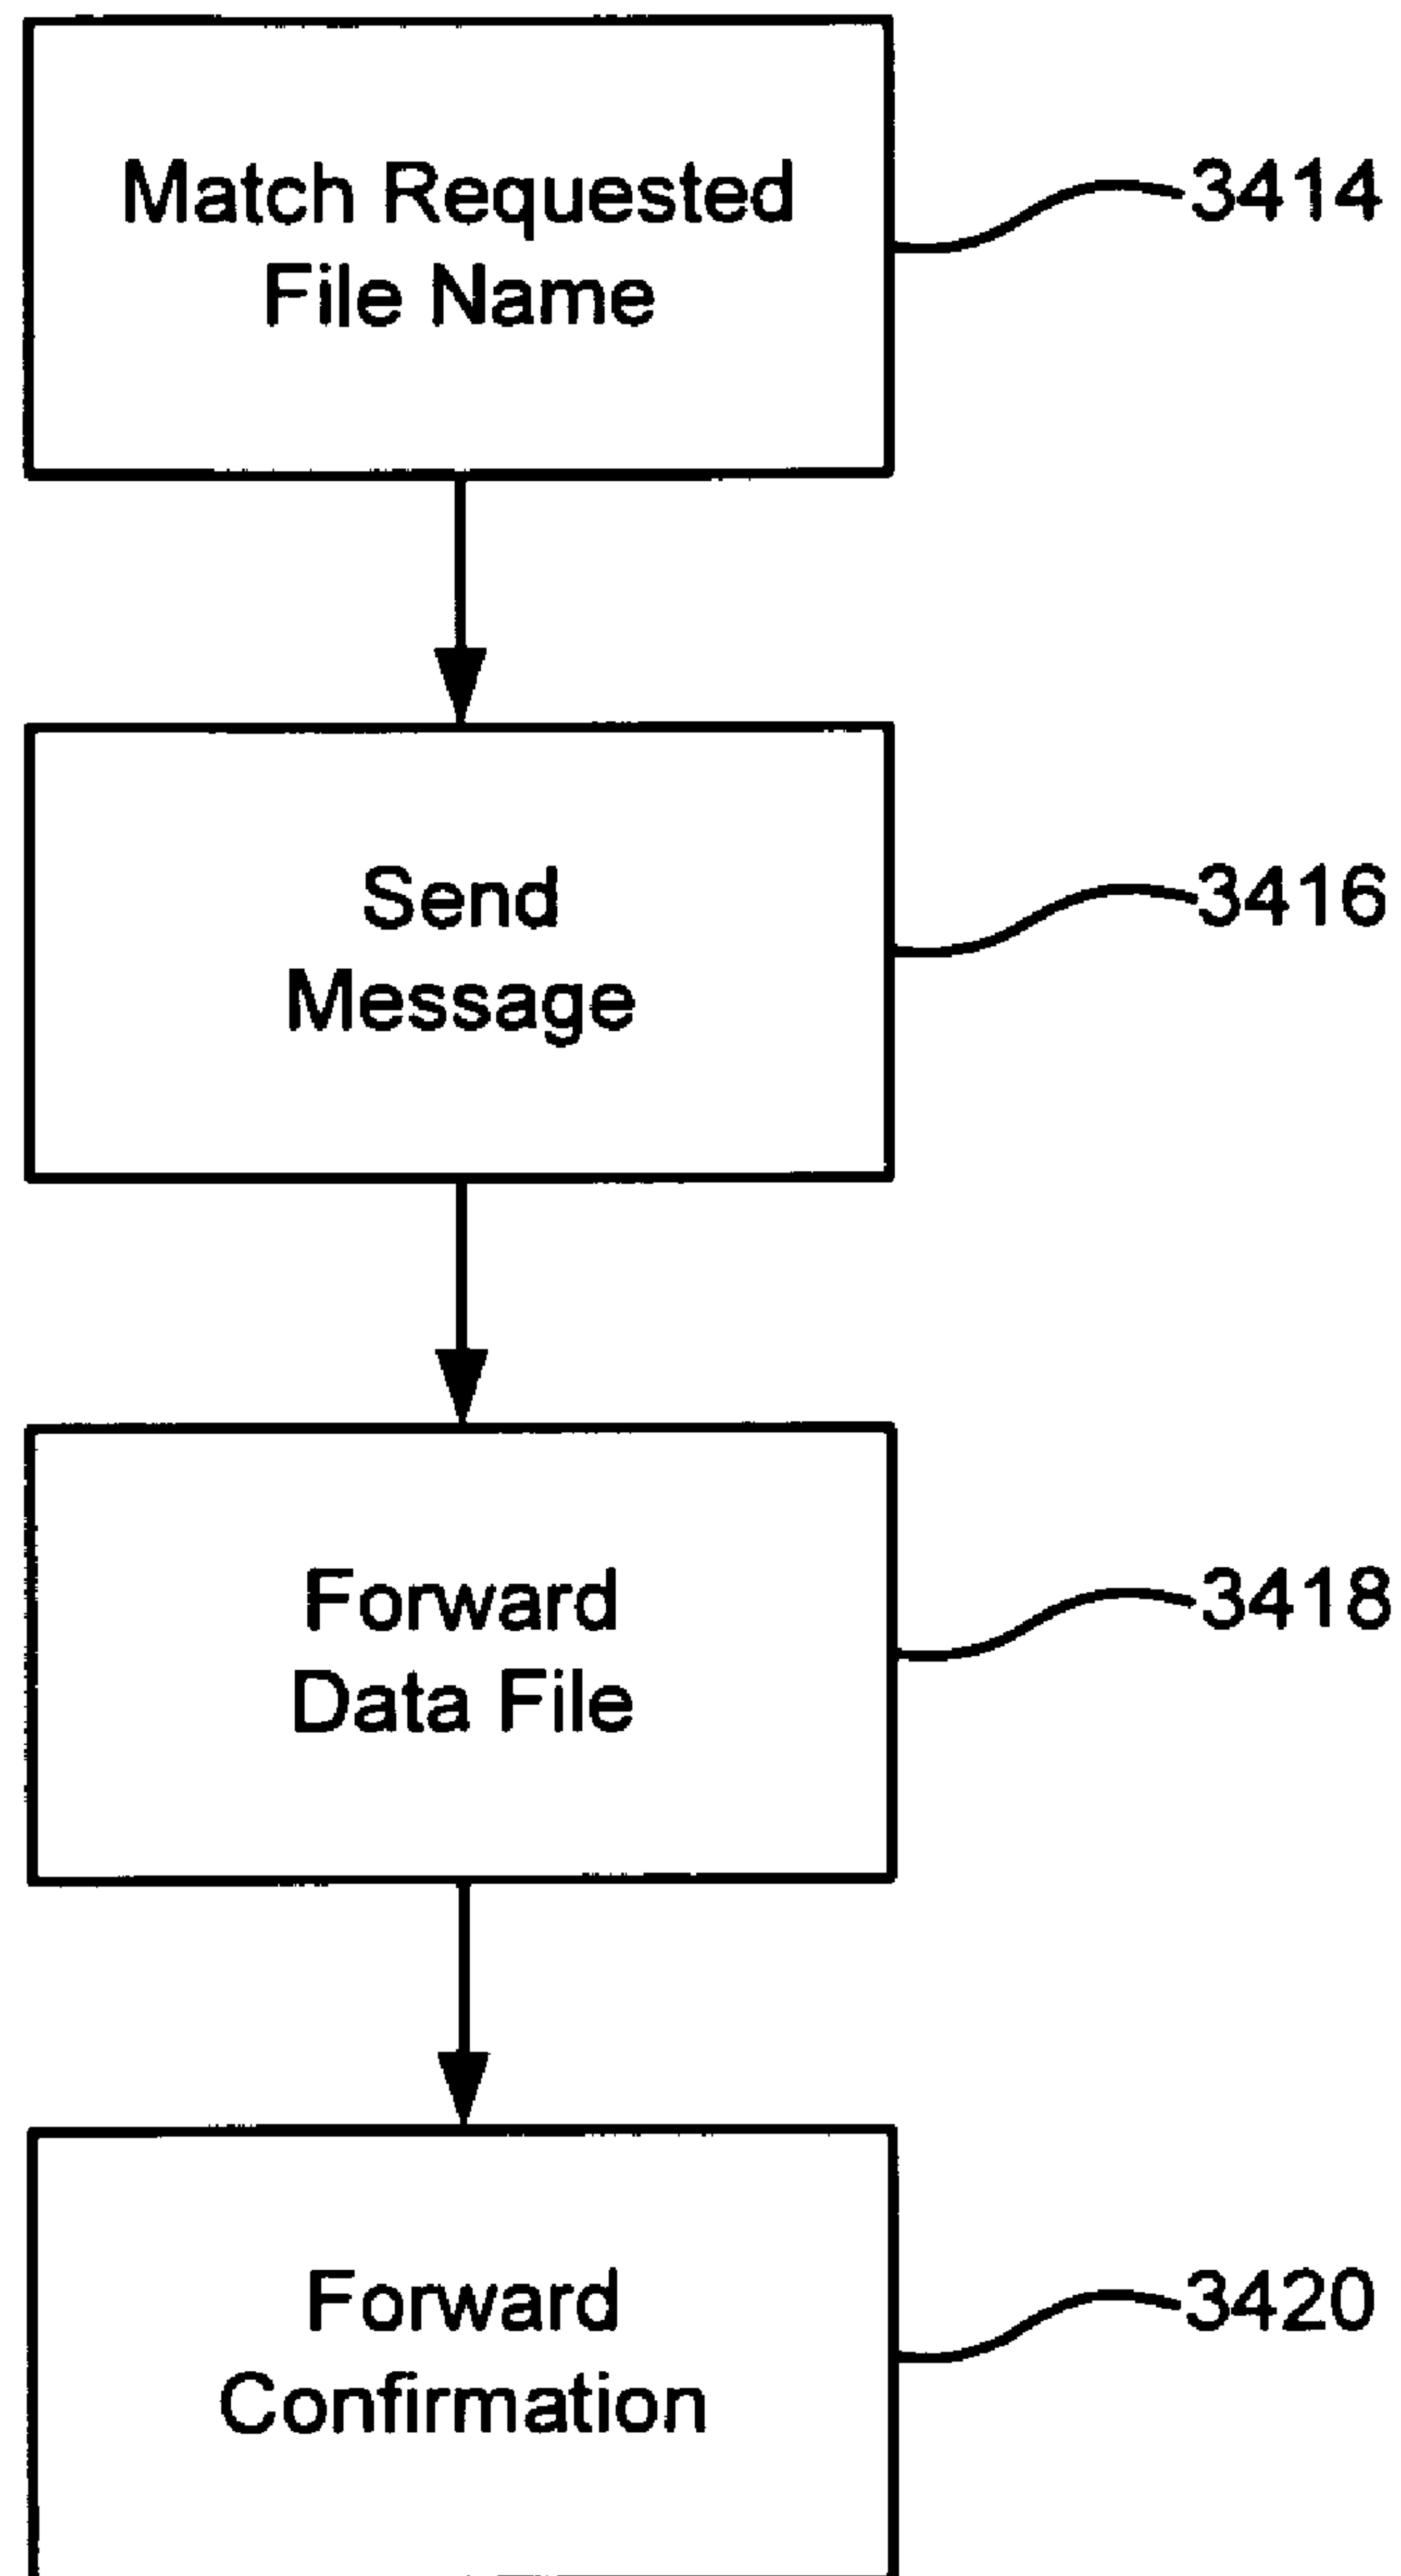 Match Requested
File Name
3414
Send
Message
3416
Forward
Data File
3418
Forward
Confirmation
3420